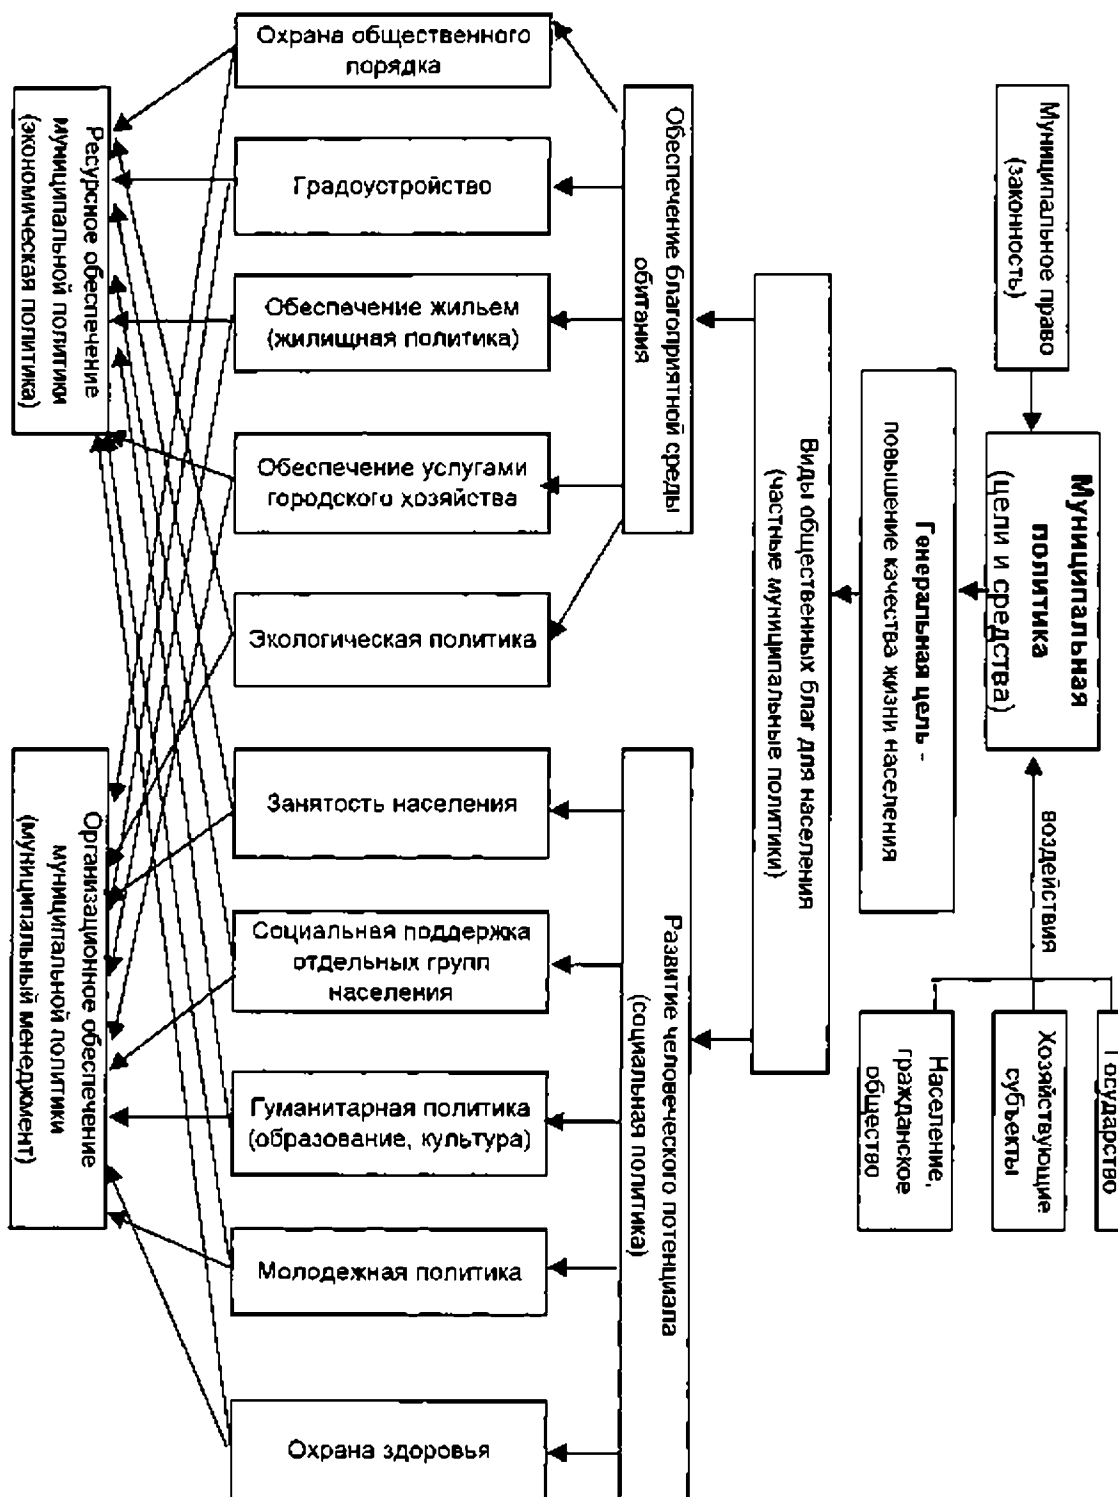 Муниципальное право
(законность)
Муниципальная
политика
(цели и средства)
воздействия
Государство
Хозяйствующие
субъекты
Население,
гражданское
общество
Генеральная цель -
повышение качества жизни населения
Виды общественных благ для населения
(частные муниципальные политики)
Обеспечение благоприятной среды
обитания
Развитие человеческого потенциала
(социальная политика)
Охрана общественного
порядка
Градоустройство
Обеспечение жильем
(жилищная политика)
Обеспечение услугами
городского хозяйства
Экологическая политика
Занятость населения
Социальная поддержка
отдельных групп
населения
Гуманитарная политика
(образование, культура)
Молодежная политика
Охрана здоровья
Ресурсное обеспечение
муниципальной политики
(экономическая политика)
Организационное обеспечение
муниципальной политики
(муниципальный менеджмент)